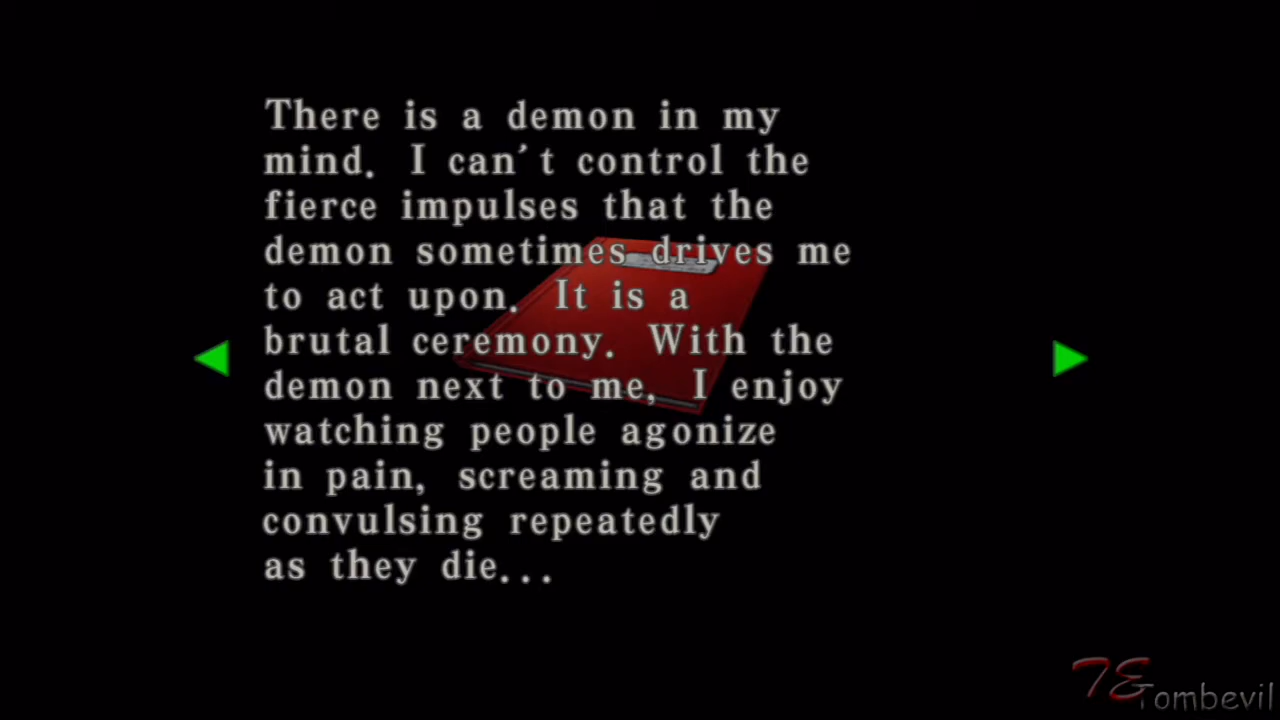 There is a demon in my
mind. I can't control the
fierce impulses that the
demon sometimes drives me
to act upon. It is a
brutal ceremony. With the
demon next to me, I enjoy
watching people agonize
in pain, screaming and
convulsing repeatedly
as they die...
TE
Tombevil